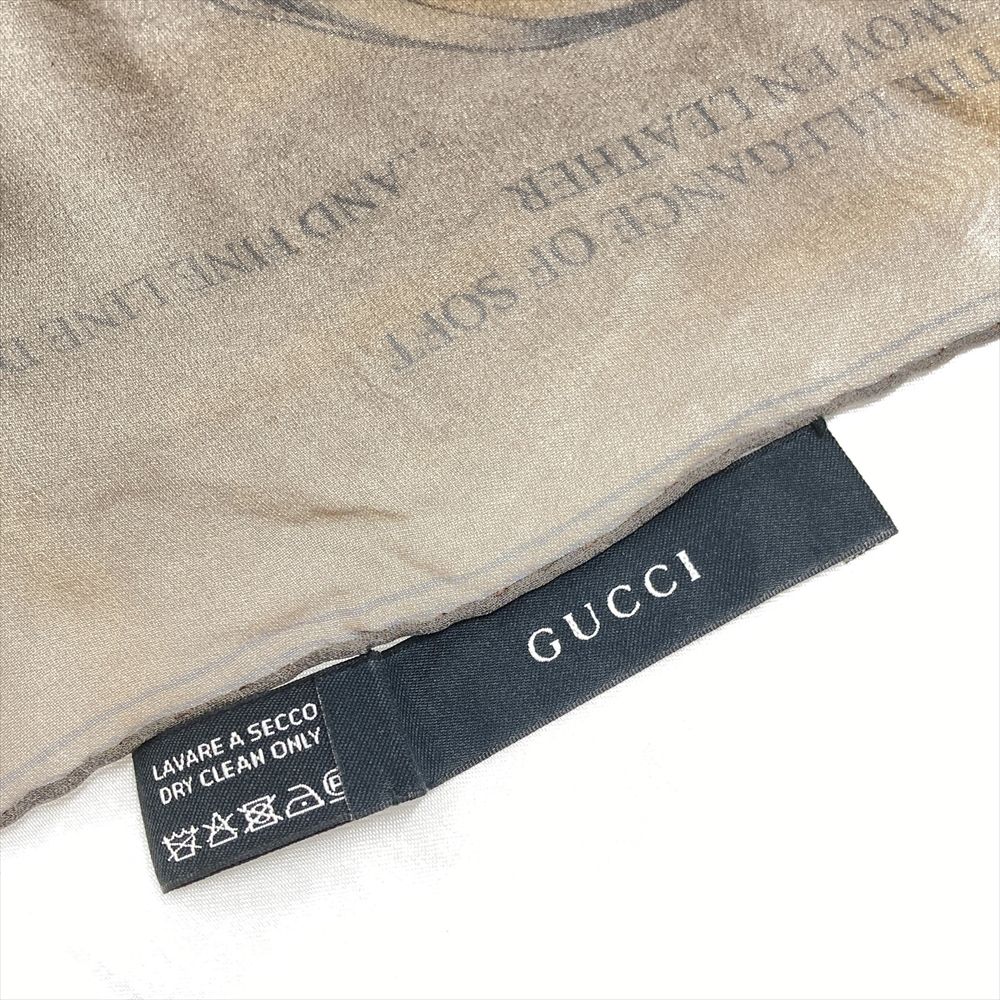 THE ELEGANCE OF SOFT
WOVEN LEATHER
...AND FINE LINE
GUCCI
LAVARE A SECCO
DRY CLEAN ONLY